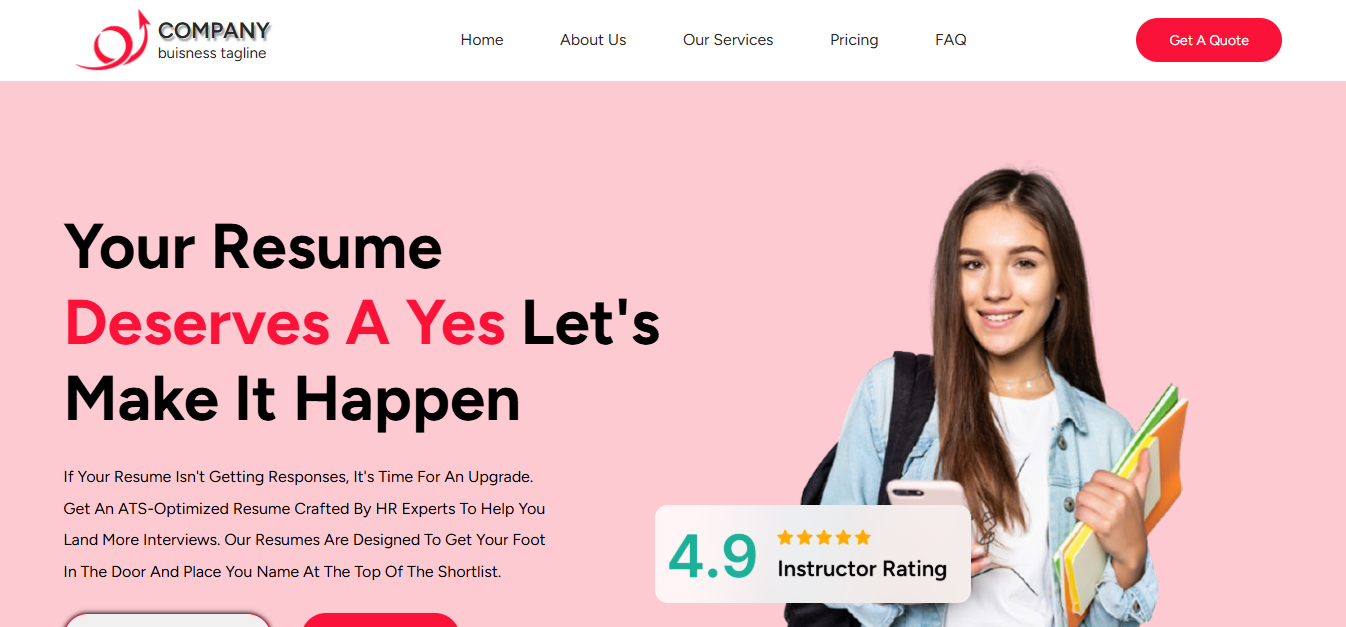 COMPANY
buisness tagline
Home
About Us
Our Services
Pricing
FAQ
Get A Quote
Your Resume
Deserves A Yes Let's
Make It Happen
If Your Resume Isn't Getting Responses, It's Time For An Upgrade.
Get An ATS-Optimized Resume Crafted By HR Experts To Help You
Land More Interviews. Our Resumes Are Designed To Get Your Foot
In The Door And Place You Name At The Top Of The Shortlist.
4.9
Instructor Rating